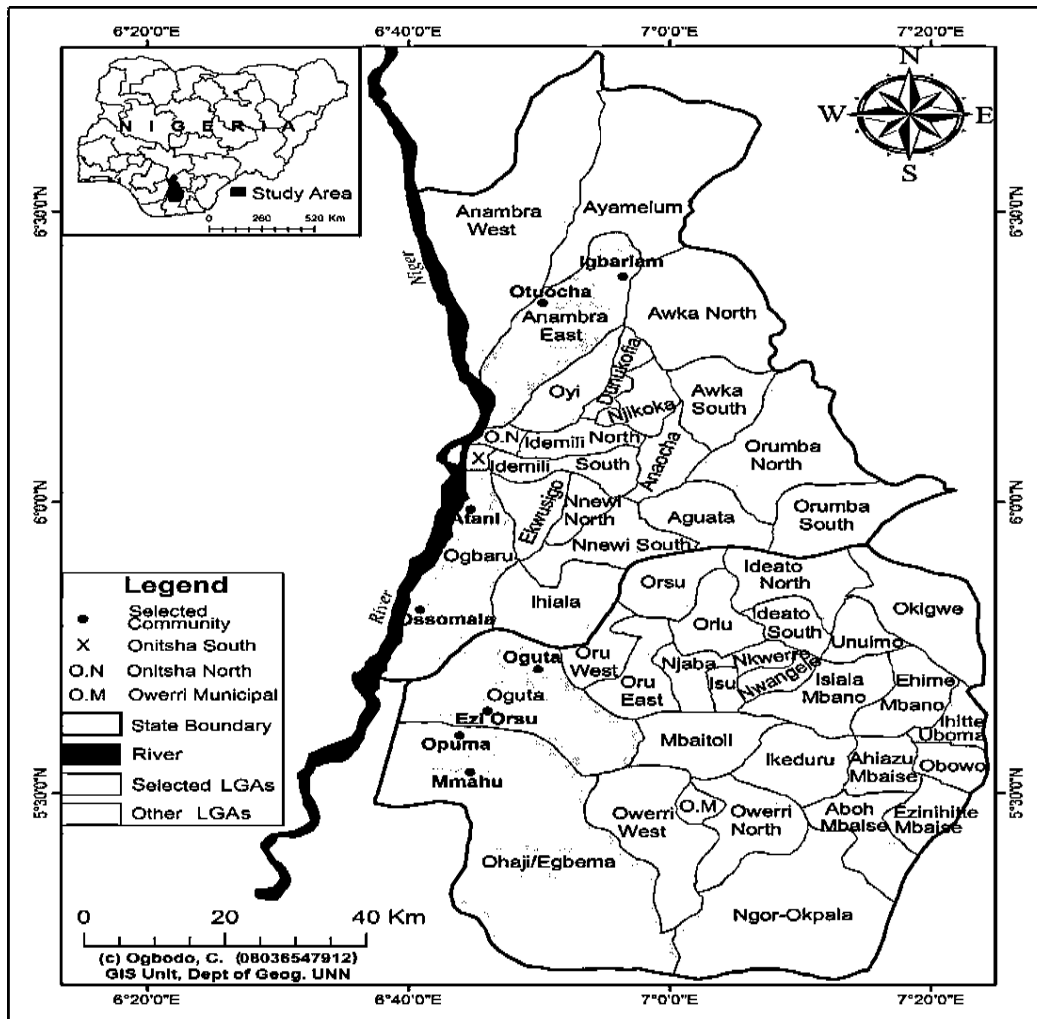 6°20'0"E
6°40'0"E
7°0'0"E
7°20'0"E
N
W
E
S
NIGERIA
Study Area
0 260 520 Km
6°30'0"N
6°30'0"N
Anambra
West
Ayamelum
Niger
Igbariam
Otuocha
Anambra
East
Awka North
Dunukofia
Oyi
Awka
South
Njikoka
O.N
Idemili North
Orumba
North
X
Idemili South
Anaocha
6°0'0"N
6°0'0"N
Atani
Ekwusigo
Nnewi
North
Aguata
Orumba
South
Ogbaru
Nnewi South
Ideato
North
Orsu
Ihiala
Okigwe
River
Ossomala
Orlu
Ideato
South
Unuimo
Oguta
Oru
West
Njaba
Nkwerre
Nwangele
Isu
Isiala
Mbano
Ehime
Mbano
Oru
East
Oguta
Ezi Orsu
Ihitte
Uboma
Opuma
Mbaitoli
Ikeduru
Ahiazu
Mbaise
Obowo
Mmahu
5°30'0"N
5°30'0"N
Owerri
West
O.M
Owerri
North
Aboh
Mbaise
Ezinihitte
Mbaise
Ohaji/Egbema
Ngor-Okpala
Legend
Selected
Community
X Onitsha South
O.N Onitsha North
O.M Owerri Municipal
State Boundary
River
Selected LGAs
Other LGAs
0 20 40 Km
(c) Ogbodo, C. (08036547912)
GIS Unit, Dept of Geog. UNN
6°20'0"E
6°40'0"E
7°0'0"E
7°20'0"E